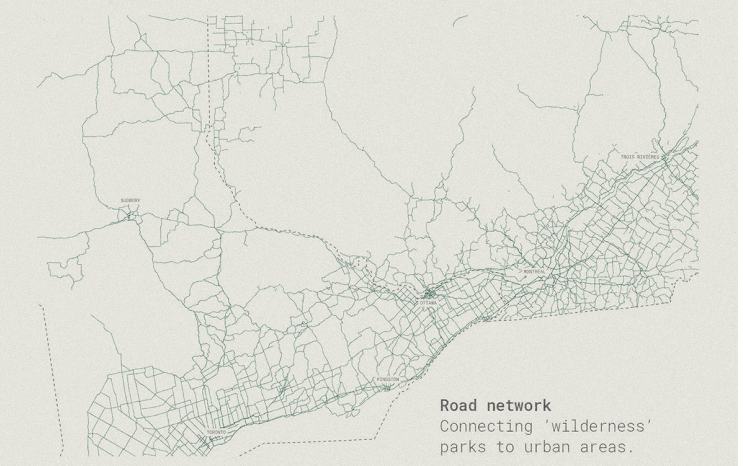 TROIS RIVIÈRES
SUDBURY
MONTREAL
OTTAWA
KINGSTON
TORONTO
Road network
Connecting 'wilderness'
parks to urban areas.